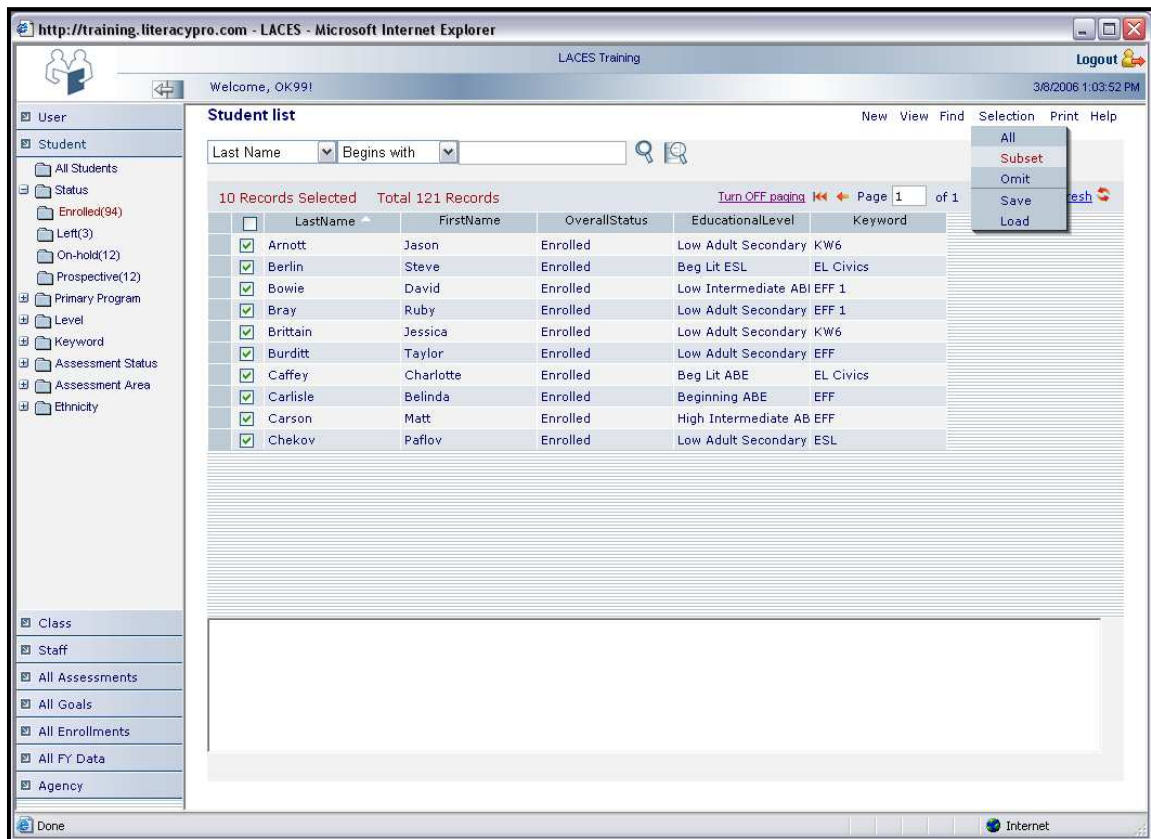 http://training.literacypro.com - LACES - Microsoft Internet Explorer
LACES Training
Logout
Welcome, OK99!
3/8/2006 1:03:52 PM
User
Student
All Students
Status
Enrolled(94)
Left(3)
On-hold(12)
Prospective(12)
Primary Program
Level
Keyword
Assessment Status
Assessment Area
Ethnicity
Class
Staff
All Assessments
All Goals
All Enrollments
All FY Data
Agency
Student list
New View Find Selection Print Help
All
Subset
Omit
Save
Load
Last Name Begins with
10 Records Selected Total 121 Records Turn OFF paging Page 1 of 1 resh
LastName FirstName OverallStatus EducationalLevel Keyword
Arnott Jason Enrolled Low Adult Secondary KW6
Berlin Steve Enrolled Beg Lit ESL EL Civics
Bowie David Enrolled Low Intermediate ABI EFF 1
Bray Ruby Enrolled Low Adult Secondary EFF 1
Brittain Jessica Enrolled Low Adult Secondary KW6
Burditt Taylor Enrolled Low Adult Secondary EFF
Caffey Charlotte Enrolled Beg Lit ABE EL Civics
Carlisle Belinda Enrolled Beginning ABE EFF
Carson Matt Enrolled High Intermediate AB EFF
Chekov Paflov Enrolled Low Adult Secondary ESL
Done
Internet